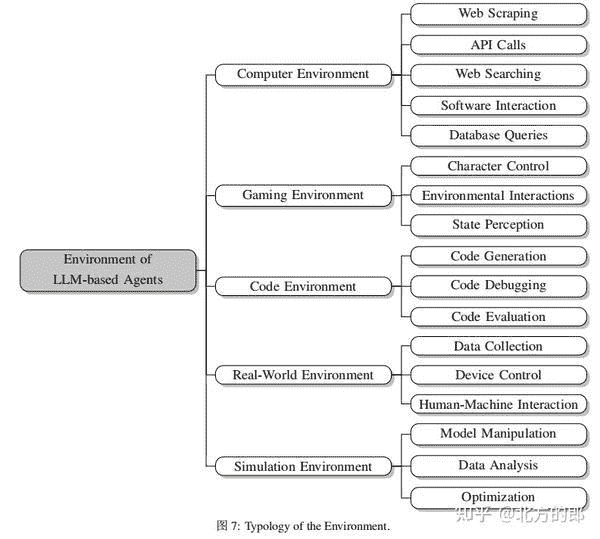 Environment of
LLM-based Agents
Computer Environment
Web Scraping
API Calls
Web Searching
Software Interaction
Database Queries
Gaming Environment
Character Control
Environmental Interactions
State Perception
Code Environment
Code Generation
Code Debugging
Code Evaluation
Real-World Environment
Data Collection
Device Control
Human-Machine Interaction
Simulation Environment
Model Manipulation
Data Analysis
Optimization
知乎 @北方的郎
图 7: Typology of the Environment.